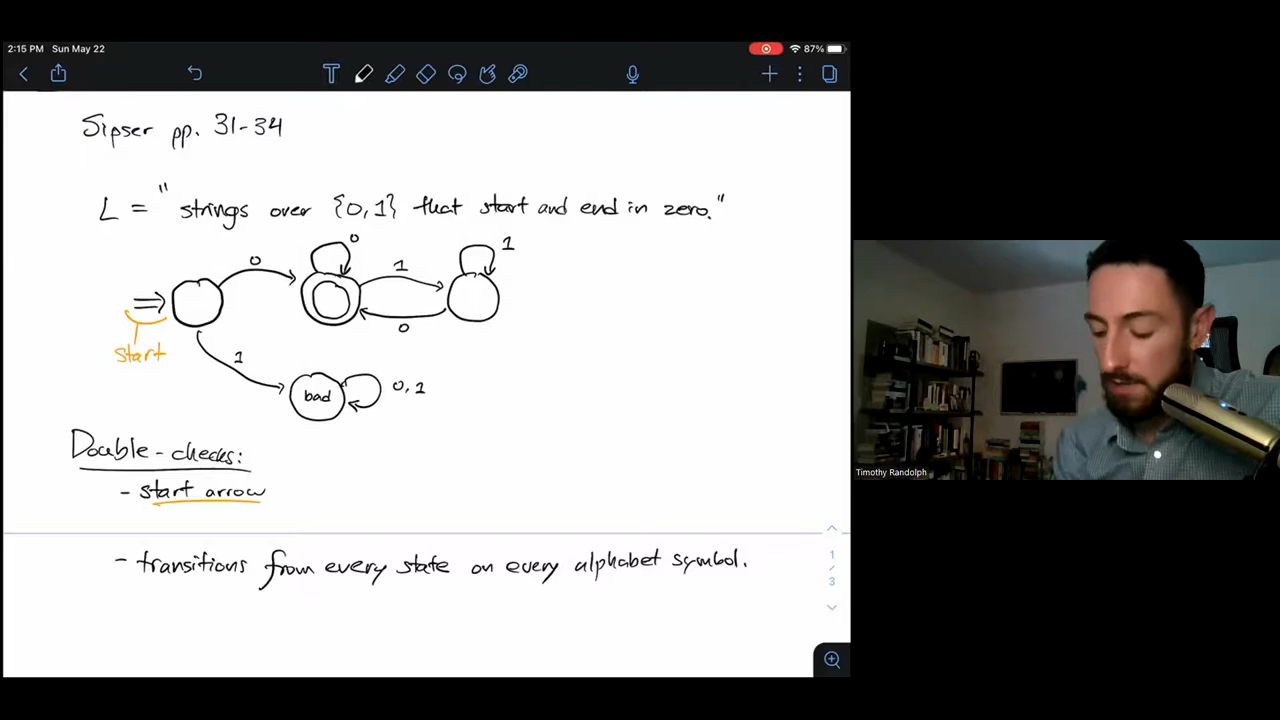 2:15 PM Sun May 22
87%
Sipser pp. 31-34
L = "strings over {0,1} that start and end in zero."
0
1
0
1
0
start
1
bad
0,1
Double-checks:
- start arrow
- transitions from every state on every alphabet symbol.
1
/
3
T
Timothy Randolph